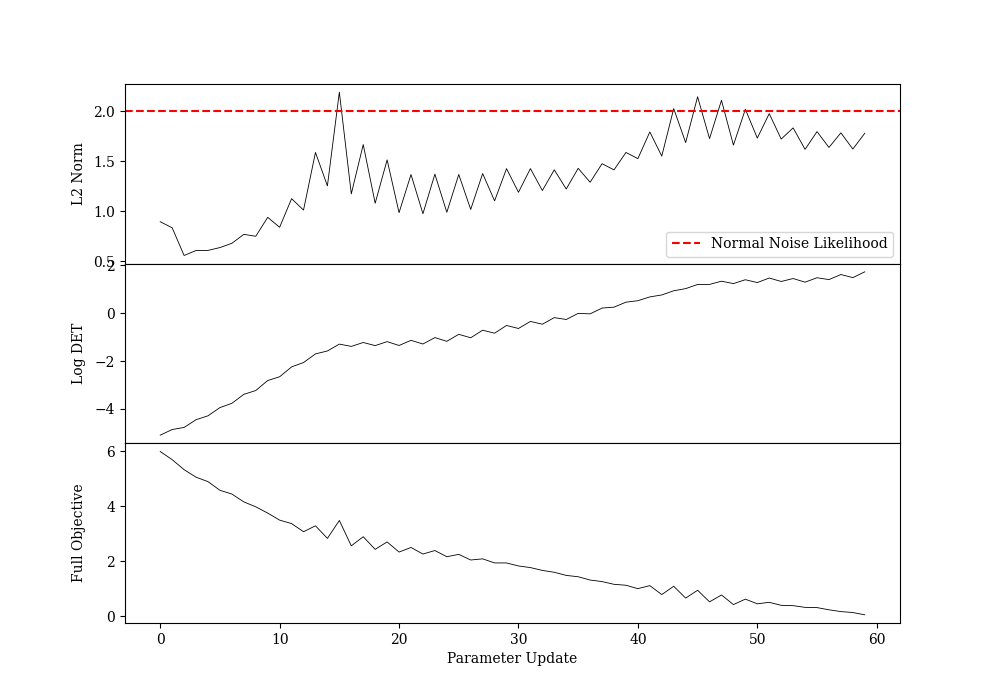 L2 Norm
2.0
1.5
1.0
0.5
Normal Noise Likelihood
Log DET
2
0
−2
−4
Full Objective
6
4
2
0
0 10 20 30 40 50 60
Parameter Update